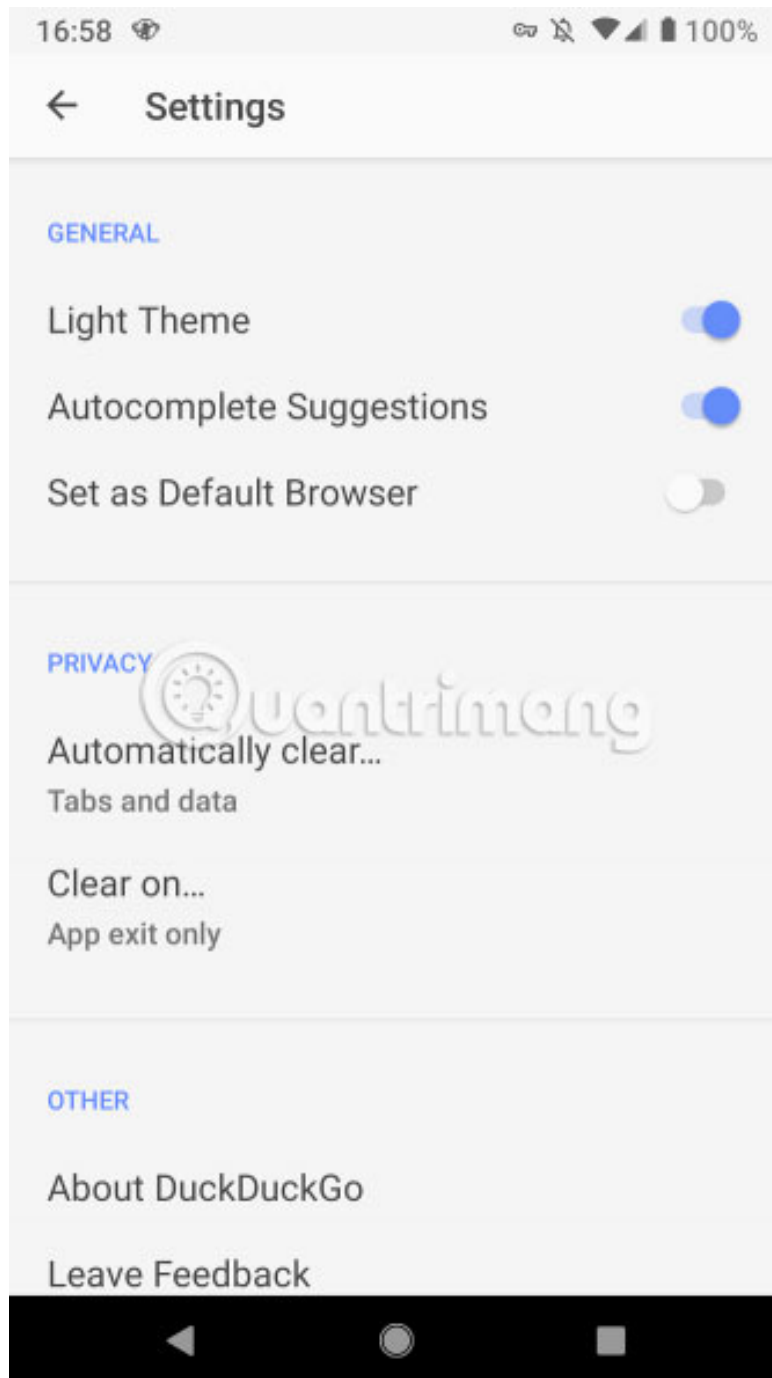 16:58 100%
Settings
GENERAL
Light Theme
Autocomplete Suggestions
Set as Default Browser
PRIVACY
Quantrimang
Automatically clear...
Tabs and data
Clear on...
App exit only
OTHER
About DuckDuckGo
Leave Feedback